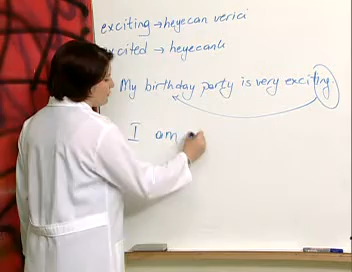 exciting → heyecan verici
excited → heyecanlı
My birthday party is very exciting.
I am